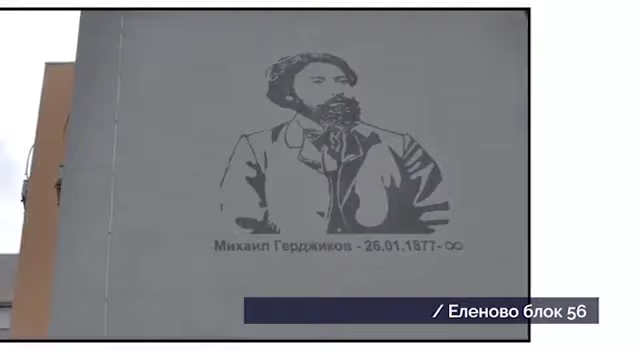 Михаил Герджиков - 26.01.1877- ∞
/ Еленово блок 56